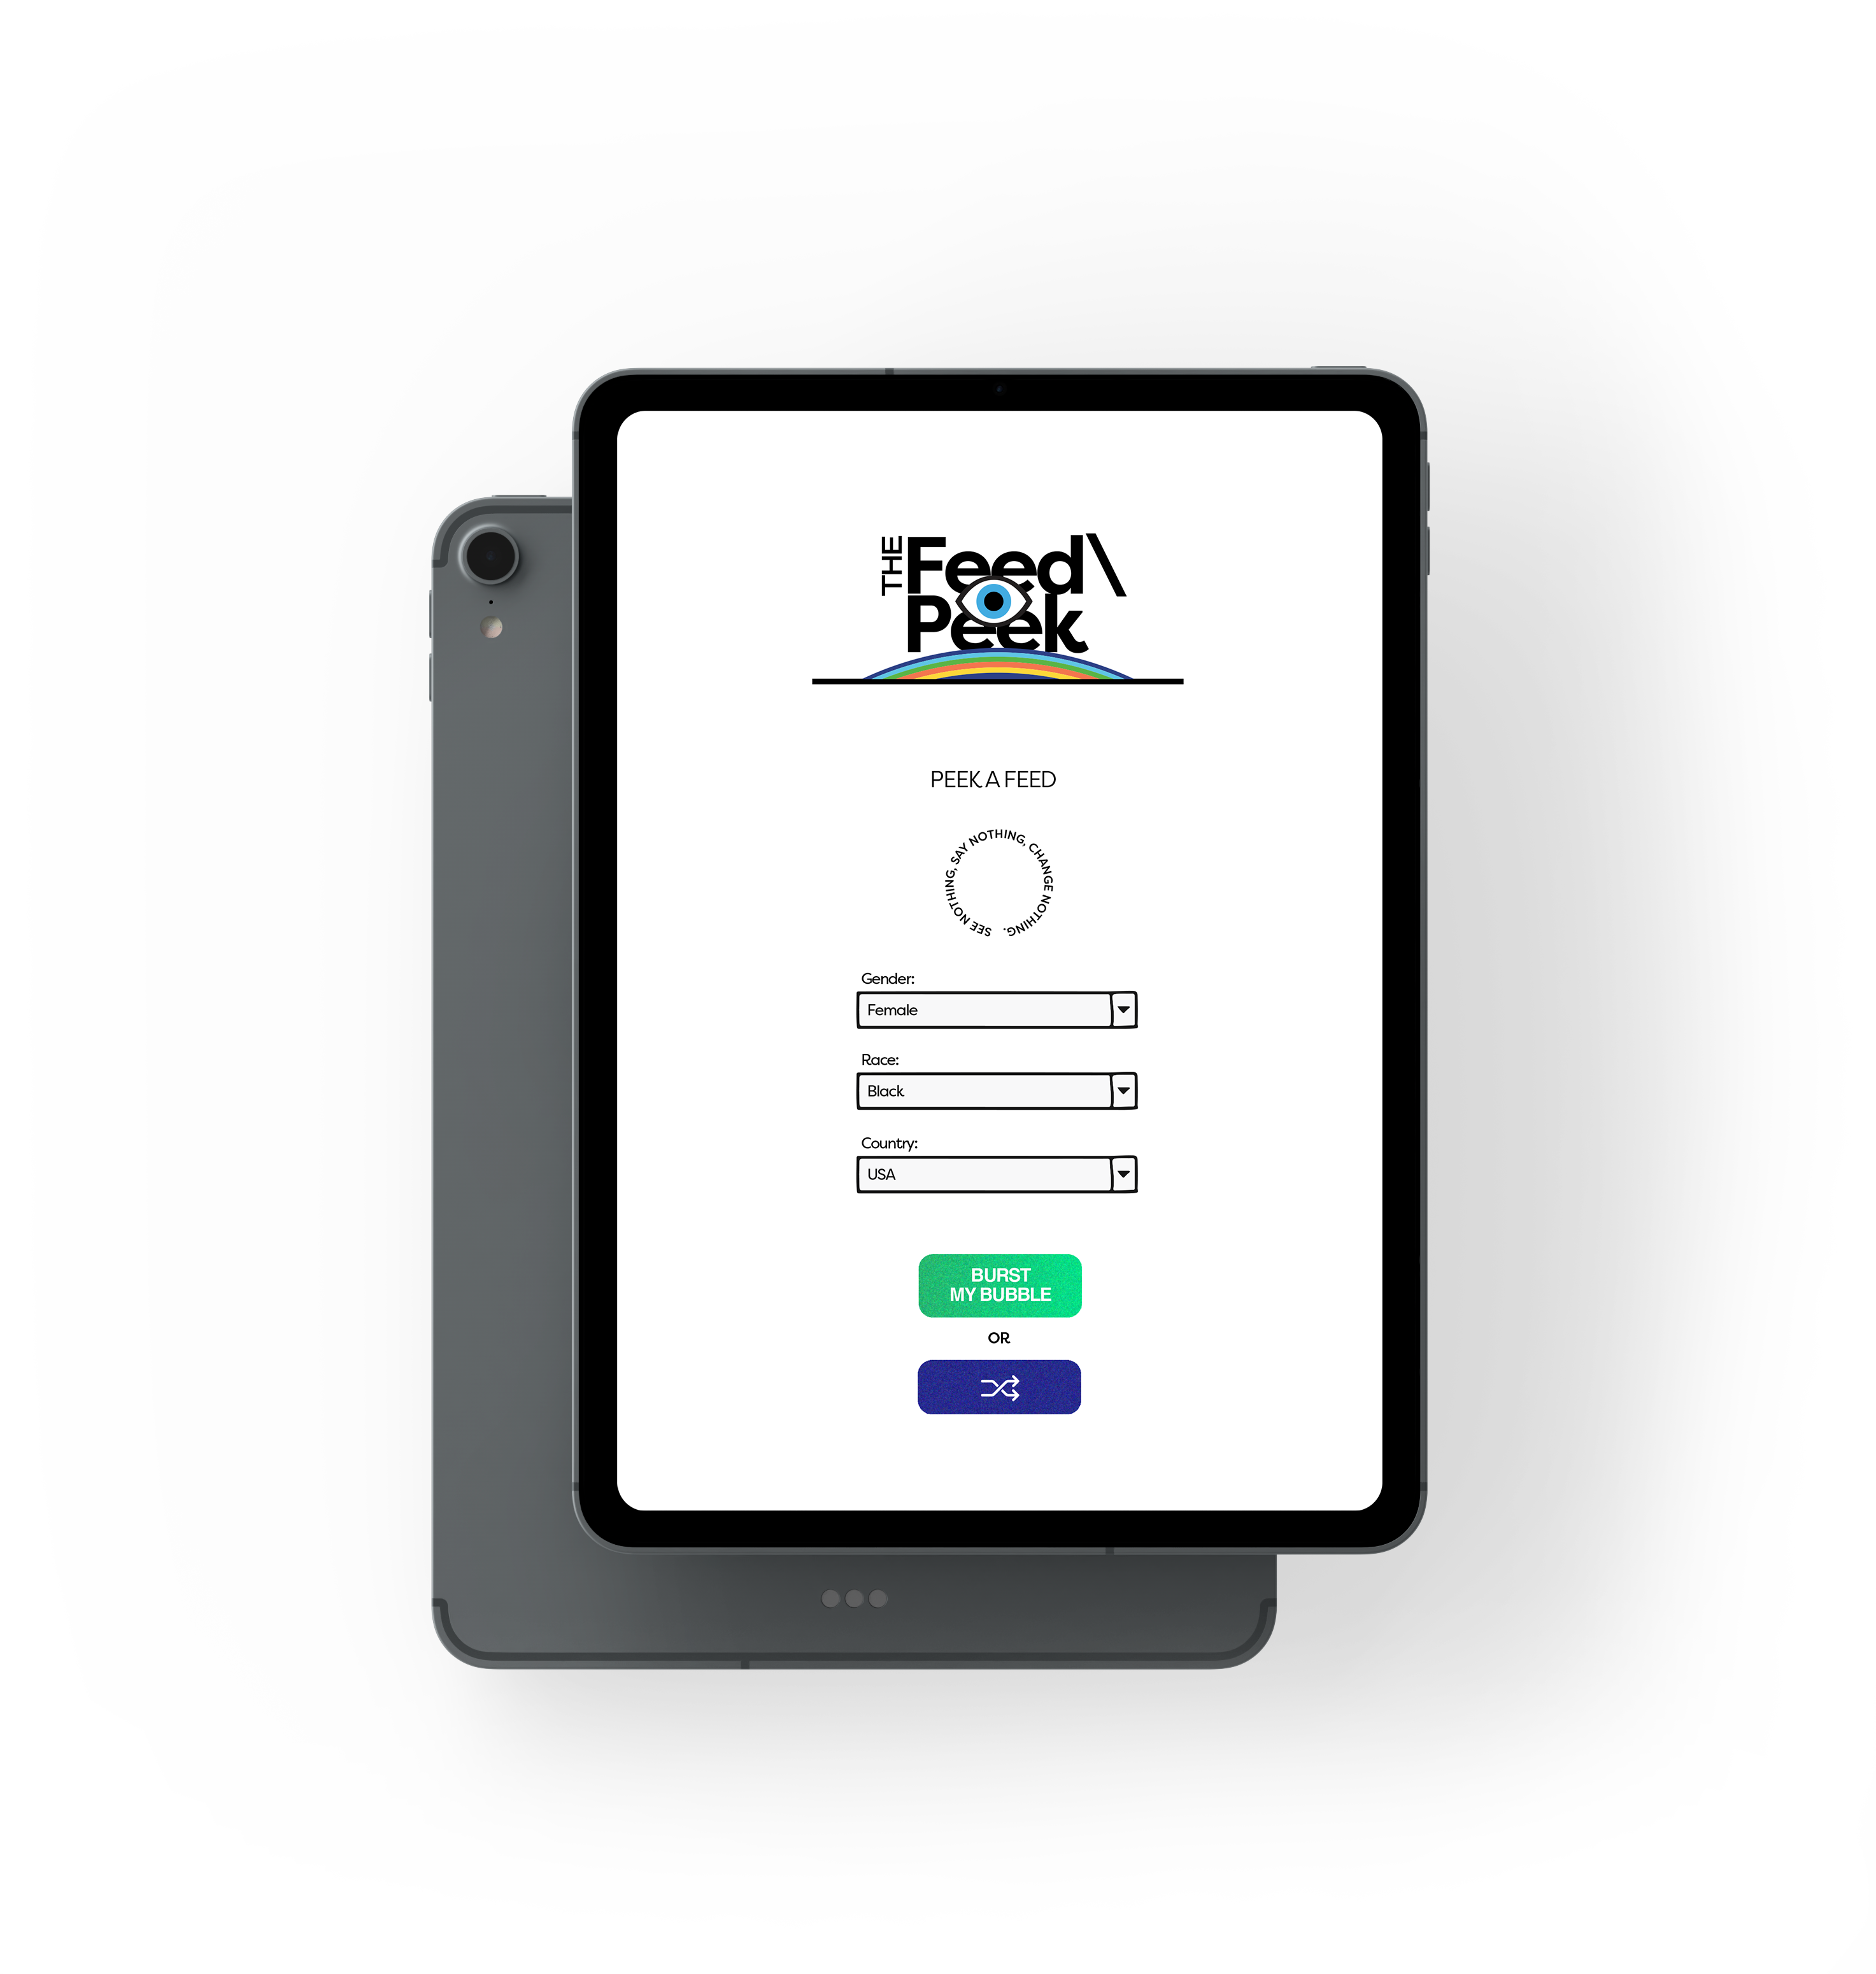 THE
Feed\
Peek
PEEK A FEED
SEE NOTHING, SAY NOTHING, CHANGE NOTHING.
Gender:
Female
Race:
Black
Country:
USA
BURST
MY BUBBLE
OR